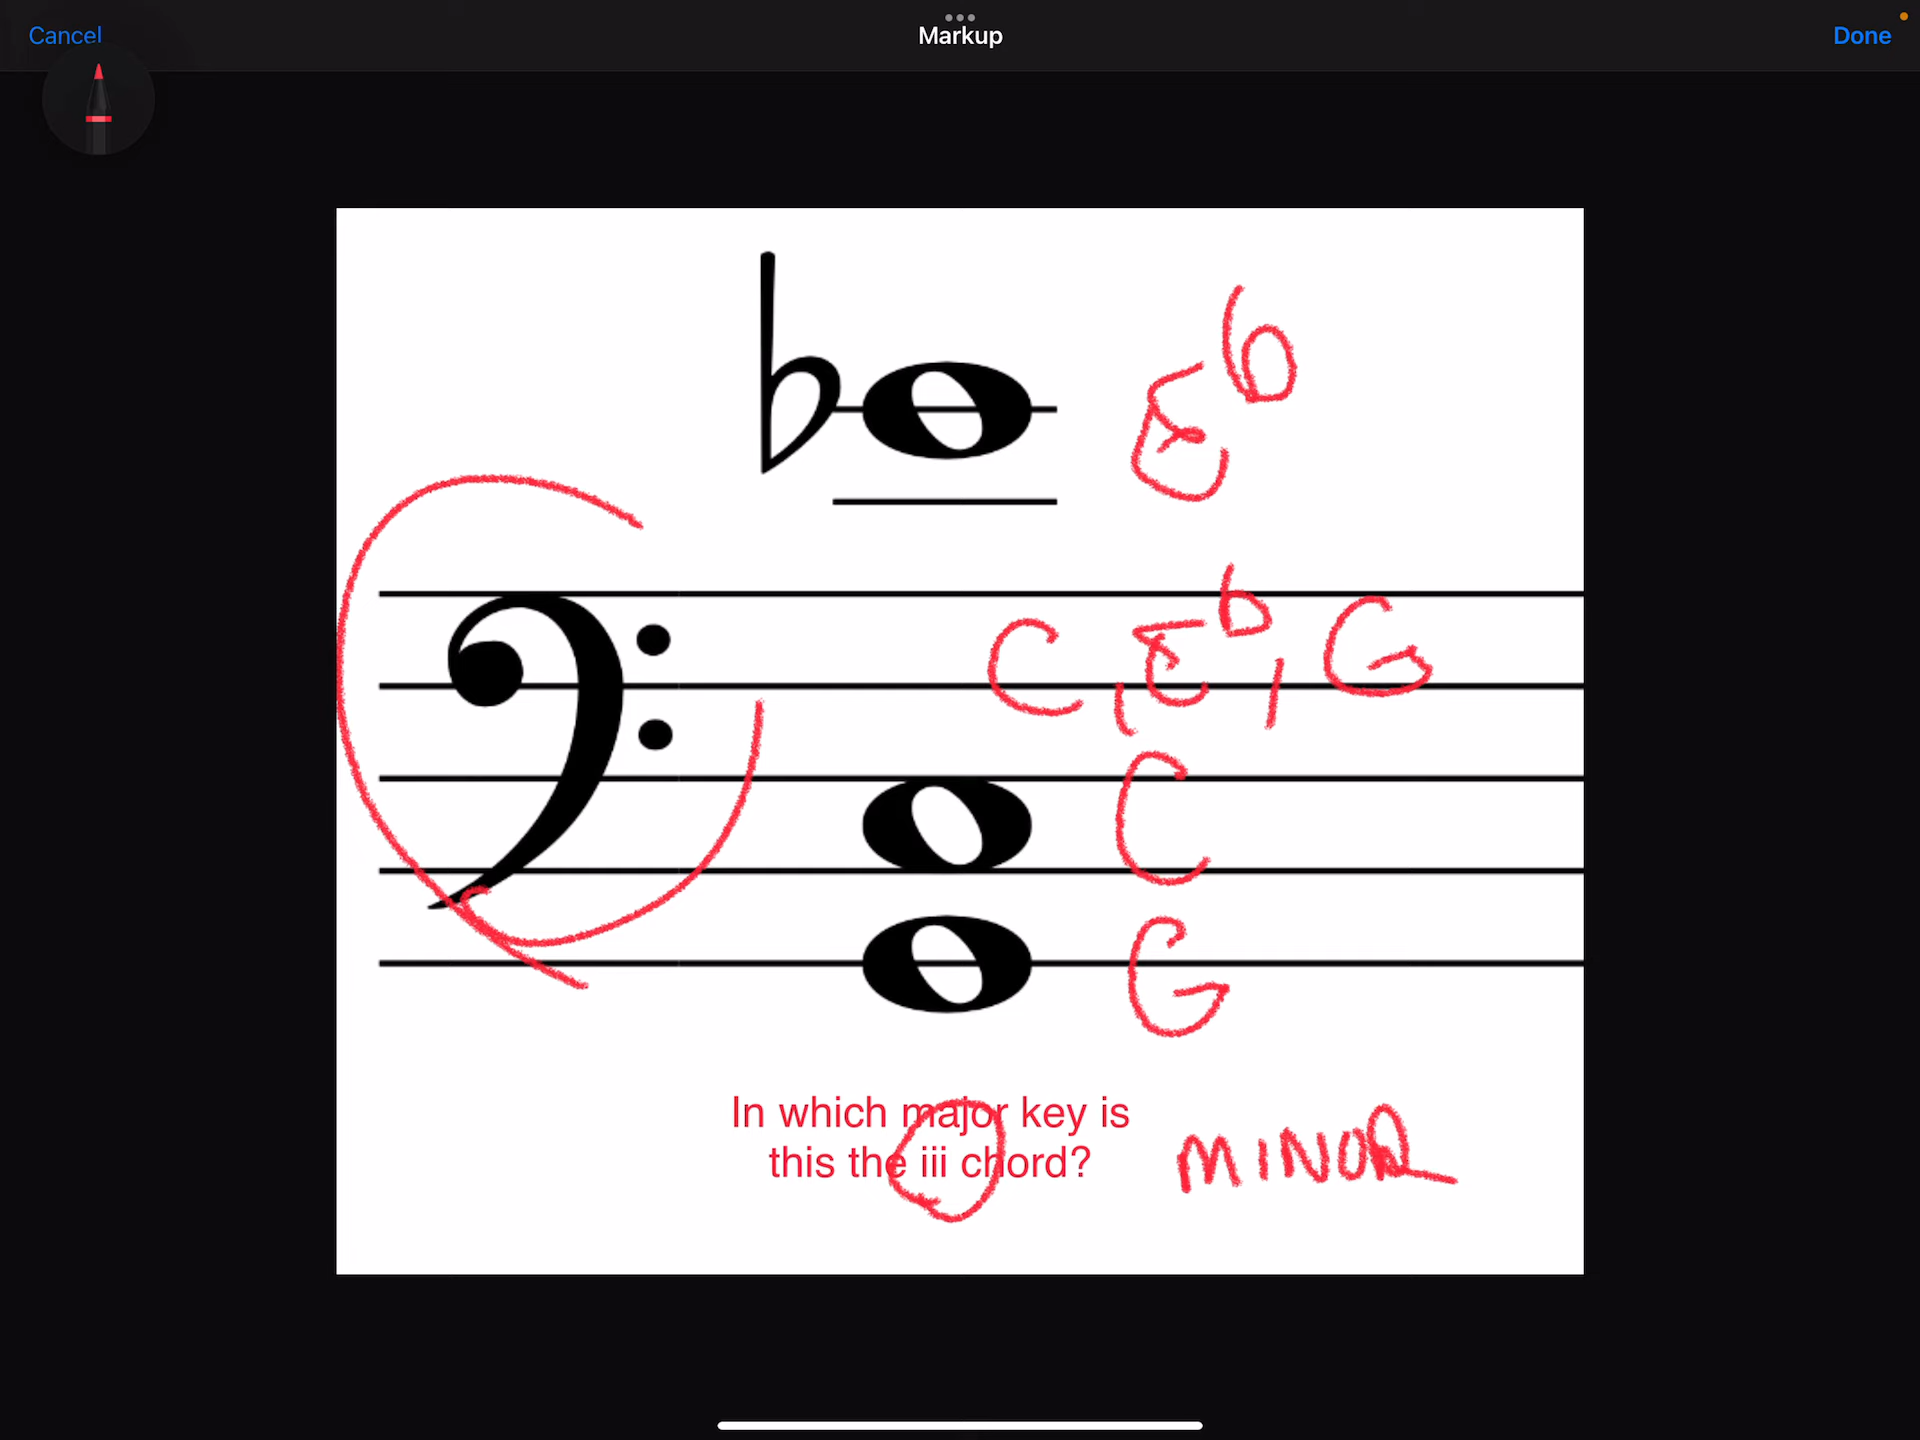 Cancel
Markup
Done
E♭
C, E♭, G
C
G
In which major key is
this the iii chord?
MINOR